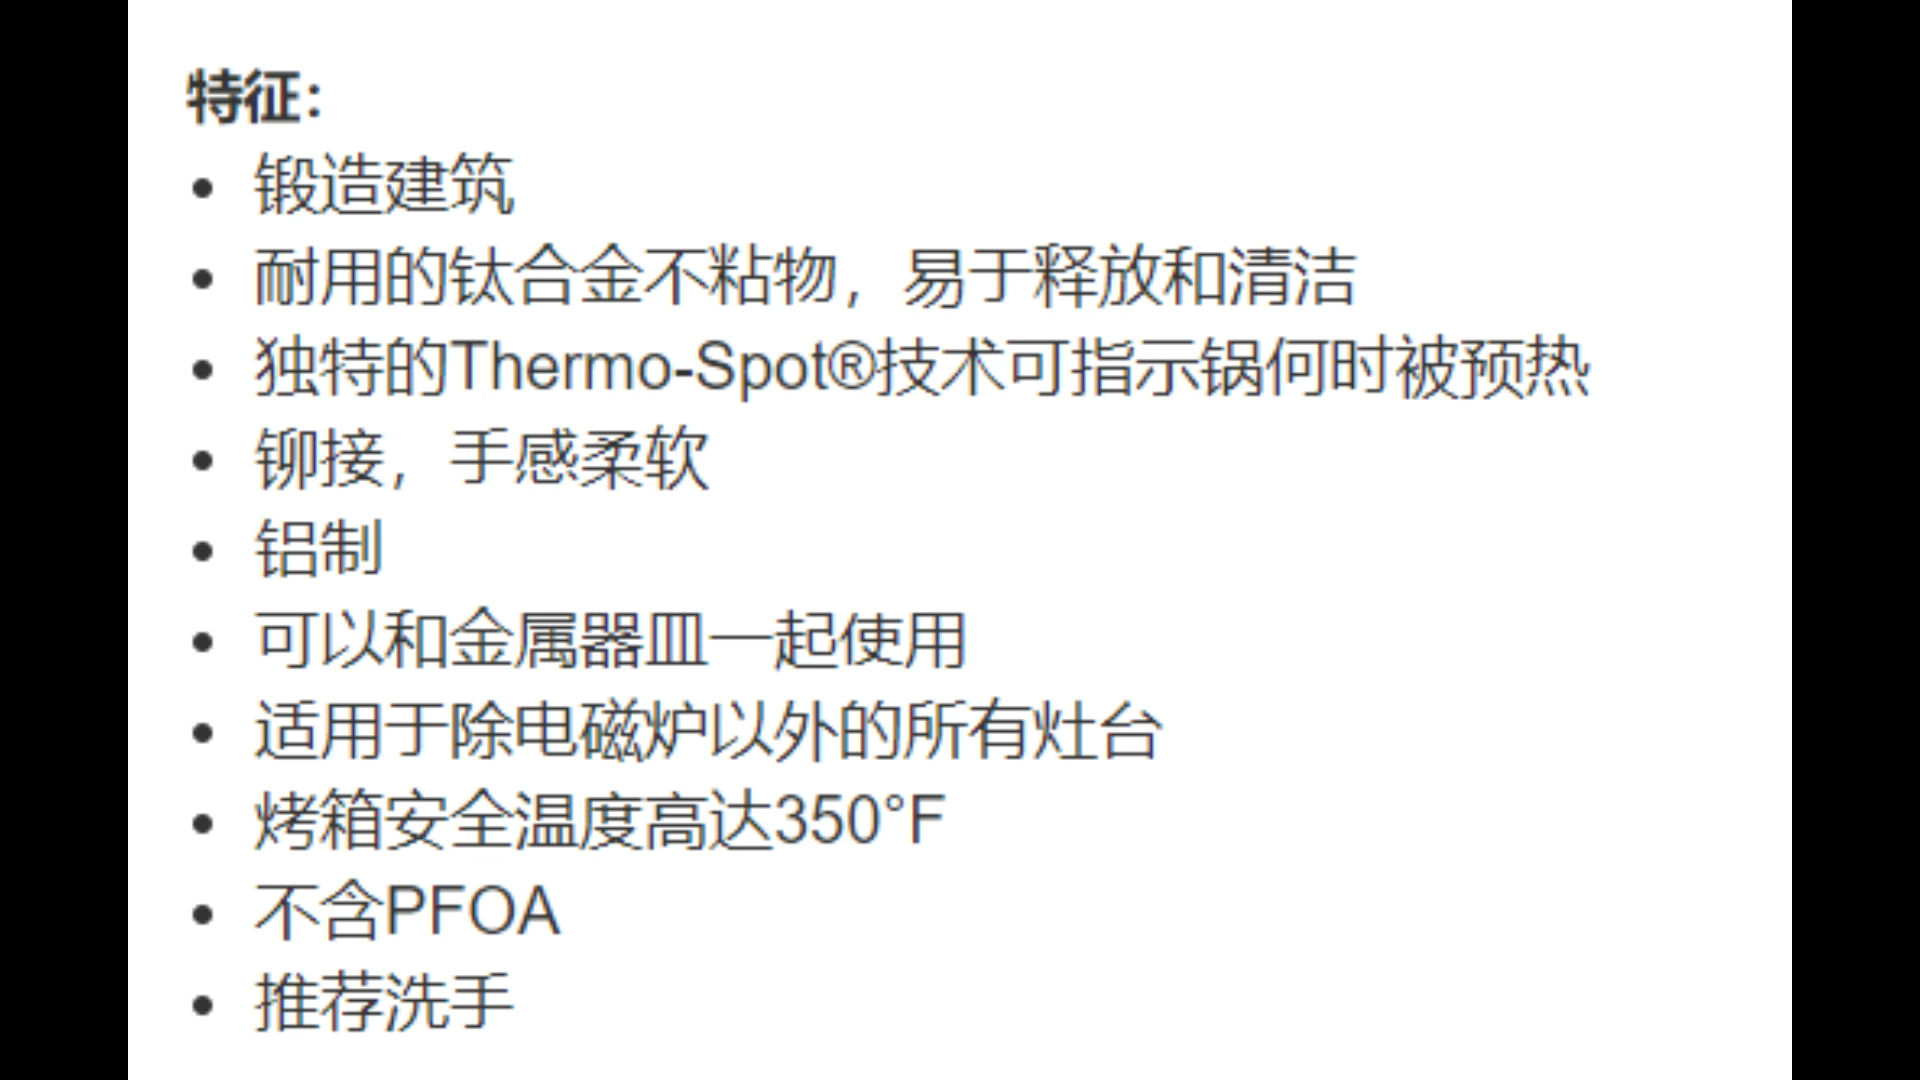 特征：
• 锻造建筑
• 耐用的钛合金不粘物，易于释放和清洁
• 独特的Thermo-Spot®技术可指示锅何时被预热
• 铆接，手感柔软
• 铝制
• 可以和金属器皿一起使用
• 适用于除电磁炉以外的所有灶台
• 烤箱安全温度高达350°F
• 不含PFOA
• 推荐洗手